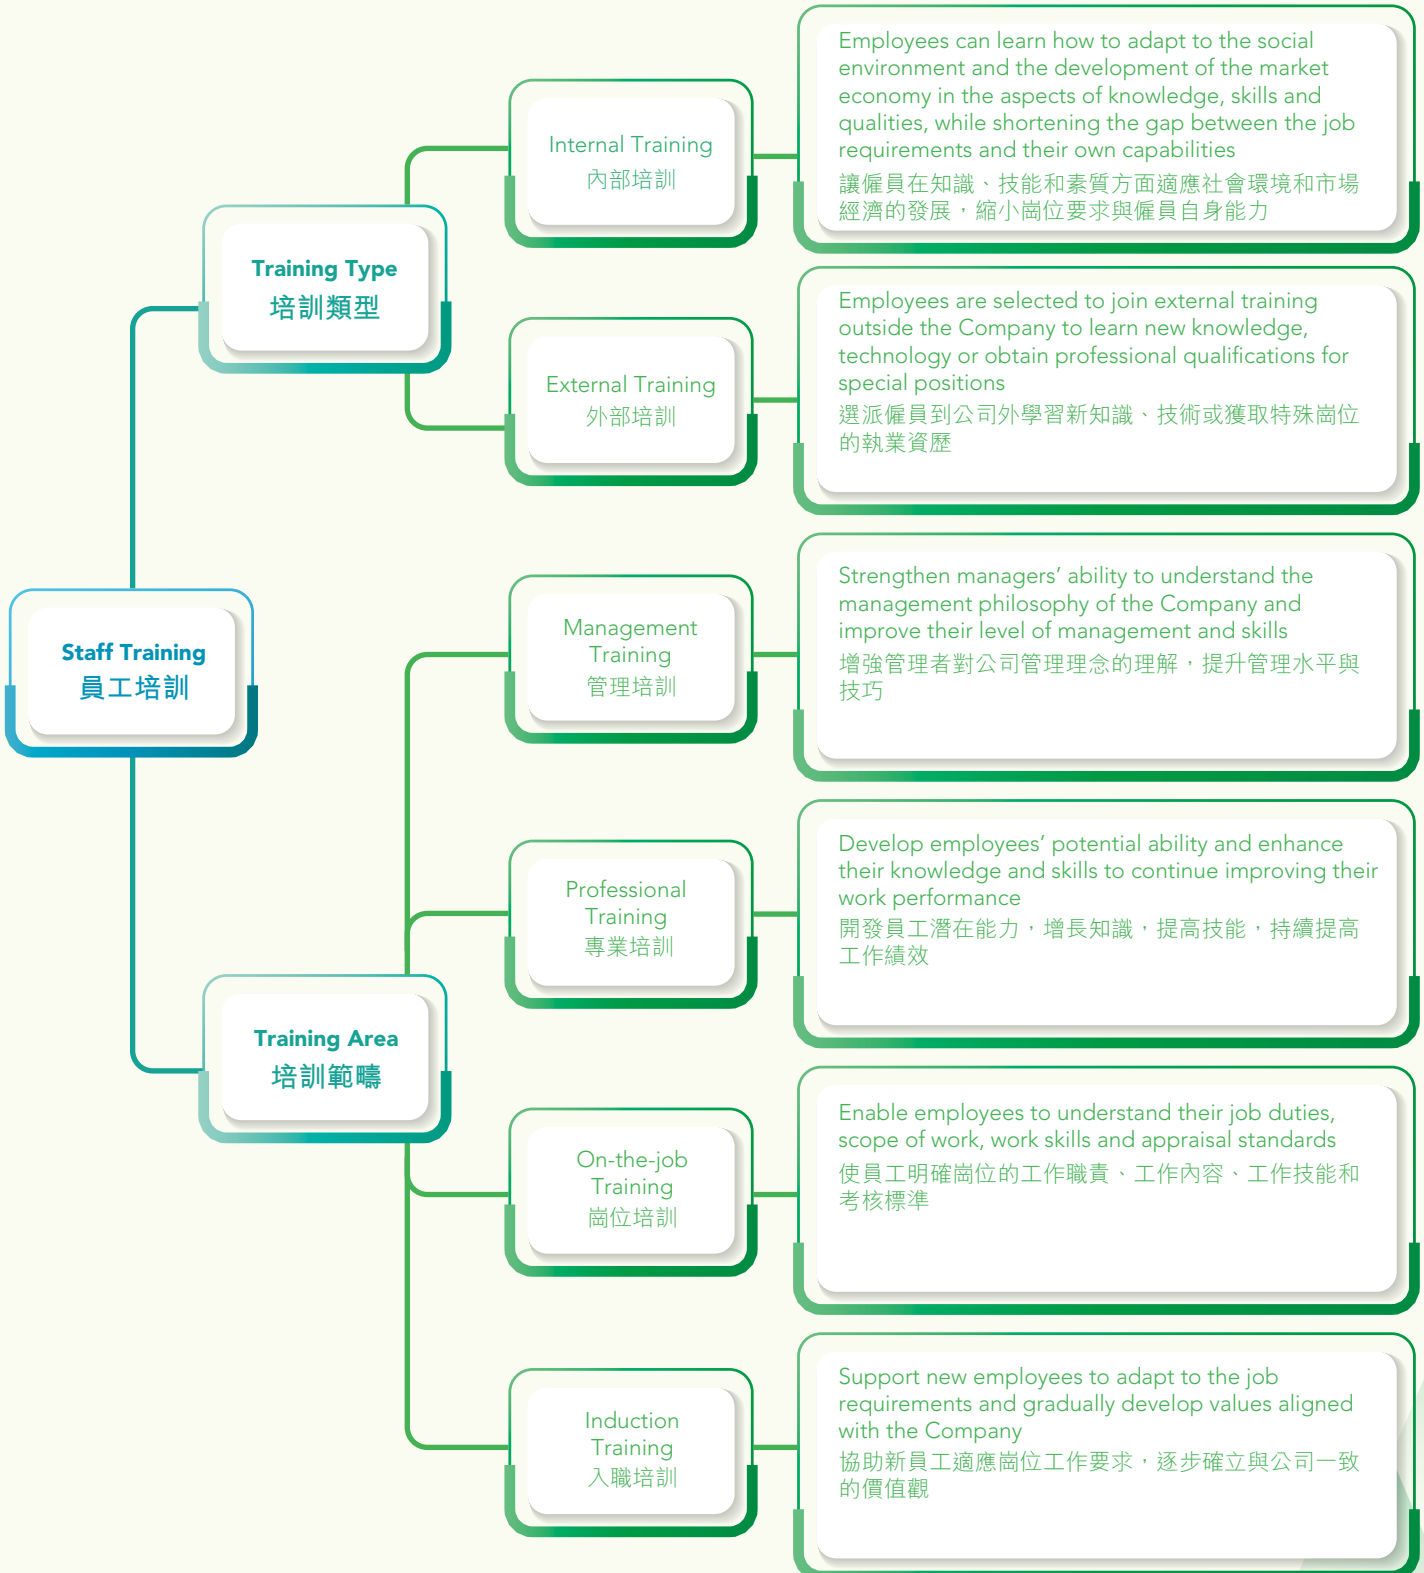 Staff Training
員工培訓
Training Type
培訓類型
Internal Training
內部培訓
Employees can learn how to adapt to the social
environment and the development of the market
economy in the aspects of knowledge, skills and
qualities, while shortening the gap between the job
requirements and their own capabilities
讓僱員在知識、技能和素質方面適應社會環境和市場
經濟的發展，縮小崗位要求與僱員自身能力
External Training
外部培訓
Employees are selected to join external training
outside the Company to learn new knowledge,
technology or obtain professional qualifications for
special positions
選派僱員到公司外學習新知識、技術或獲取特殊崗位
的執業資歷
Training Area
培訓範疇
Management
Training
管理培訓
Strengthen managers’ ability to understand the
management philosophy of the Company and
improve their level of management and skills
增強管理者對公司管理理念的理解，提升管理水平與
技巧
Professional
Training
專業培訓
Develop employees’ potential ability and enhance
their knowledge and skills to continue improving their
work performance
開發員工潛在能力，增長知識，提高技能，持續提高
工作績效
On-the-job
Training
崗位培訓
Enable employees to understand their job duties,
scope of work, work skills and appraisal standards
使員工明確崗位的工作職責、工作內容、工作技能和
考核標準
Induction
Training
入職培訓
Support new employees to adapt to the job
requirements and gradually develop values aligned
with the Company
協助新員工適應崗位工作要求，逐步確立與公司一致
的價值觀